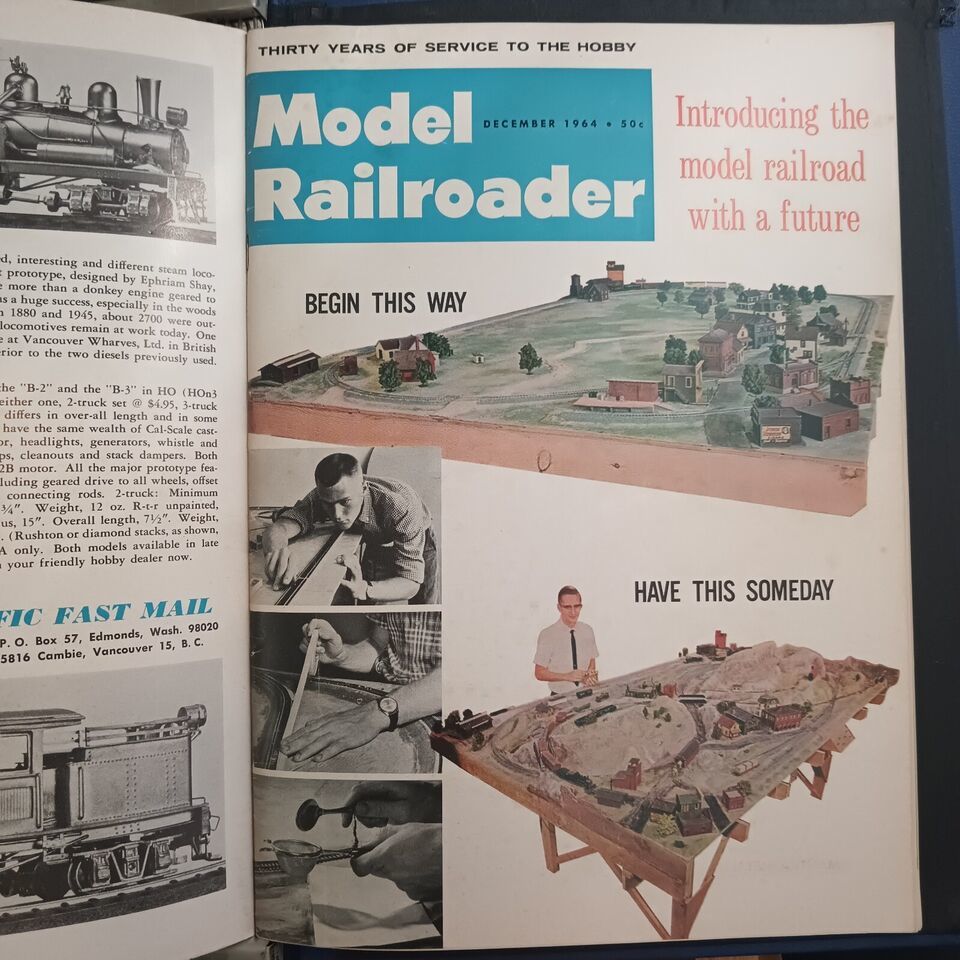 ed, interesting and different steam loco-
prototype, designed by Ephriam Shay,
more than a donkey engine geared to
as a huge success, especially in the woods
1880 and 1945, about 2700 were out-
locomotives remain at work today. One
at Vancouver Wharves, Ltd. in British
erior to the two diesels previously used.
the "B-2" and the "B-3" in HO (HOn3
either one, 2-truck set @ $4.95, 3-truck
differs in over-all length and in some
have the same wealth of Cal-Scale cast-
or, headlights, generators, whistle and
ps, cleanouts and stack dampers. Both
2B motor. All the major prototype fea-
cluding geared drive to all wheels, offset
connecting rods. 2-truck: Minimum
¾". Weight, 12 oz. R-t-r unpainted,
us, 15". Overall length, 7½". Weight,
. (Rushton or diamond stacks, as shown,
A only. Both models available in late
your friendly hobby dealer now.
FIC FAST MAIL
P. O. Box 57, Edmonds, Wash. 98020
5816 Cambie, Vancouver 15, B. C.
THIRTY YEARS OF SERVICE TO THE HOBBY
Model
DECEMBER 1964 • 50c
Railroader
Introducing the
model railroad
with a future
BEGIN THIS WAY
HAVE THIS SOMEDAY